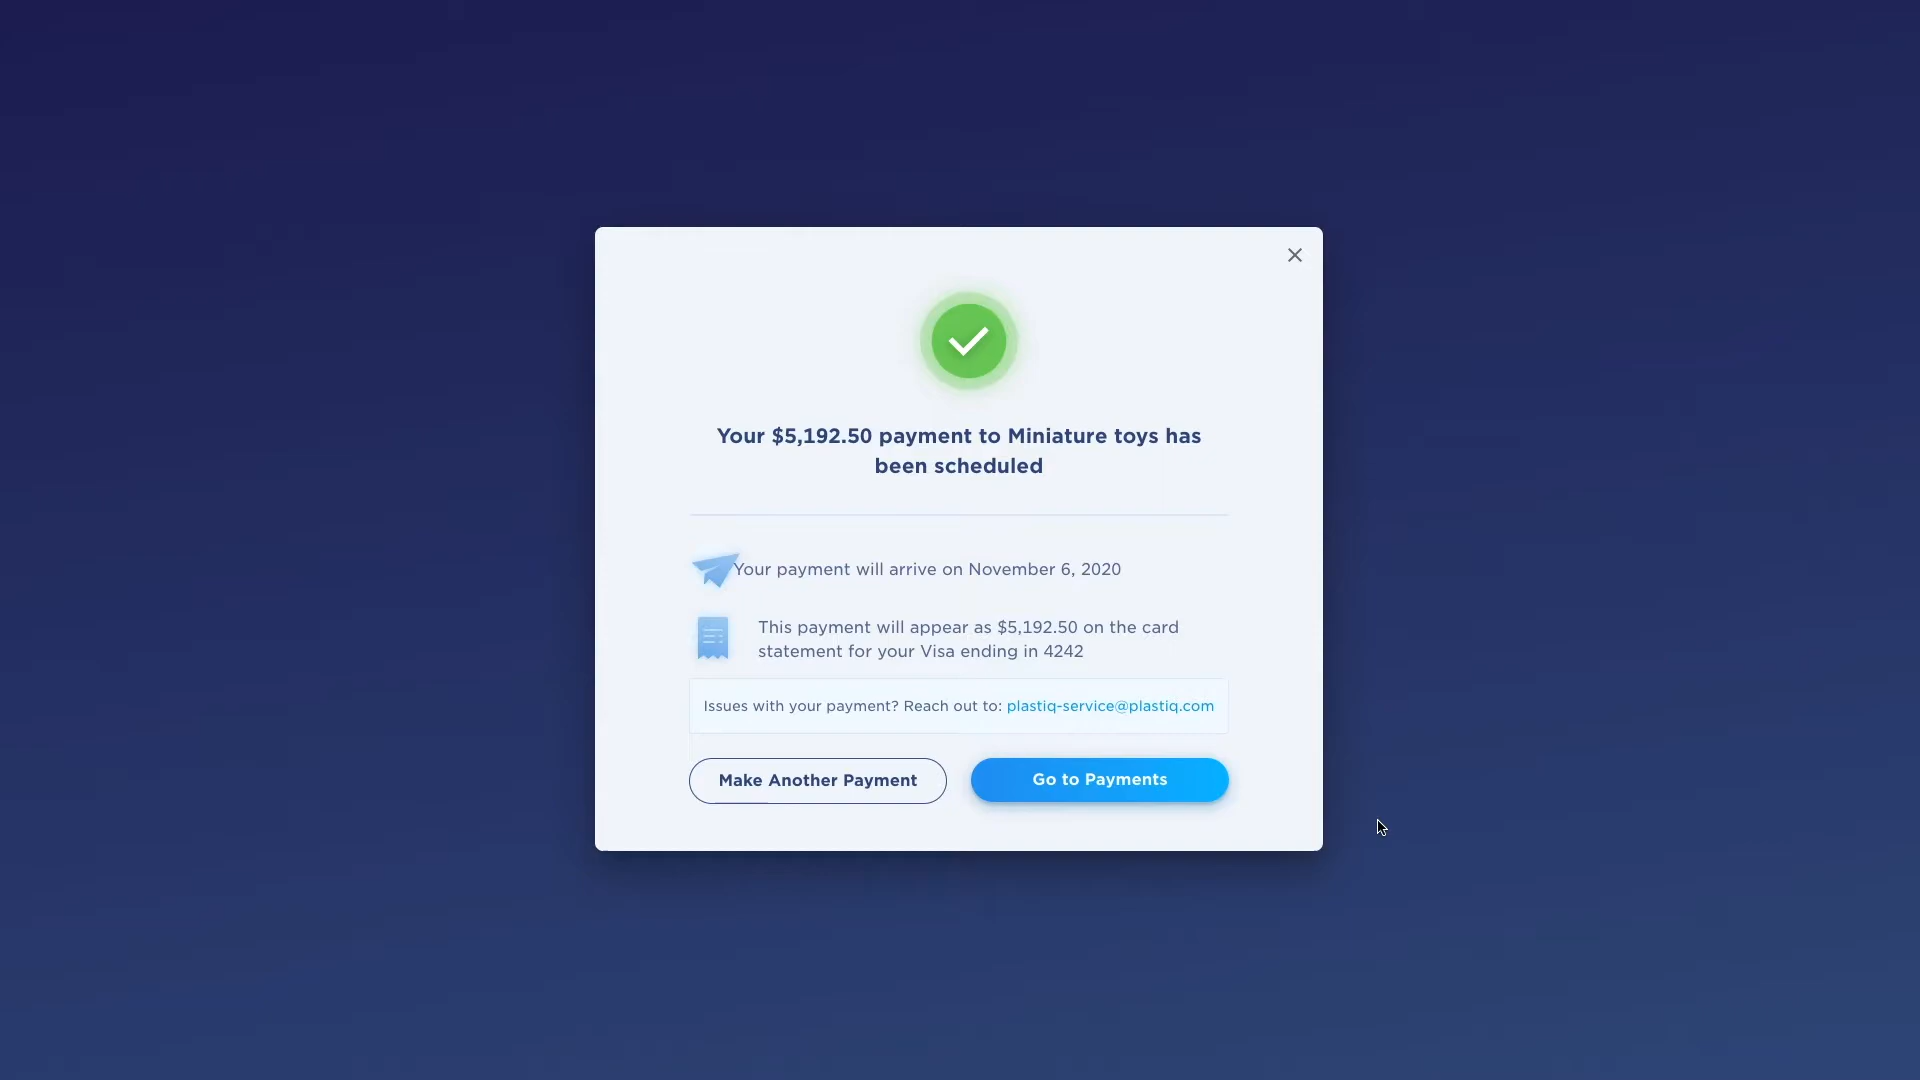 Your $5,192.50 payment to Miniature toys has
been scheduled
Your payment will arrive on November 6, 2020
This payment will appear as $5,192.50 on the card
statement for your Visa ending in 4242
Issues with your payment? Reach out to: plastiq-service@plastiq.com
Make Another Payment
Go to Payments